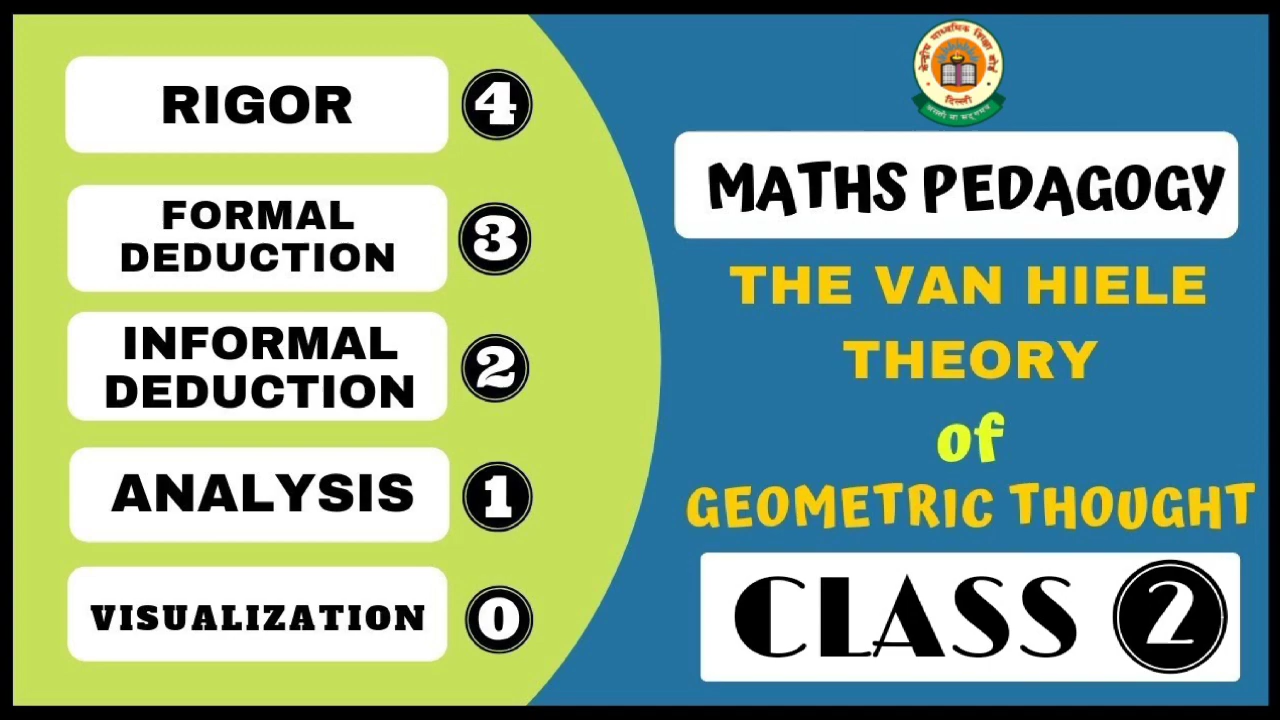 RIGOR
4
FORMAL
DEDUCTION
3
INFORMAL
DEDUCTION
2
ANALYSIS
1
VISUALIZATION
0
केन्द्रीय माध्यमिक शिक्षा बोर्ड
दिल्ली
MATHS PEDAGOGY
THE VAN HIELE
THEORY
of
GEOMETRIC THOUGHT
CLASS 2